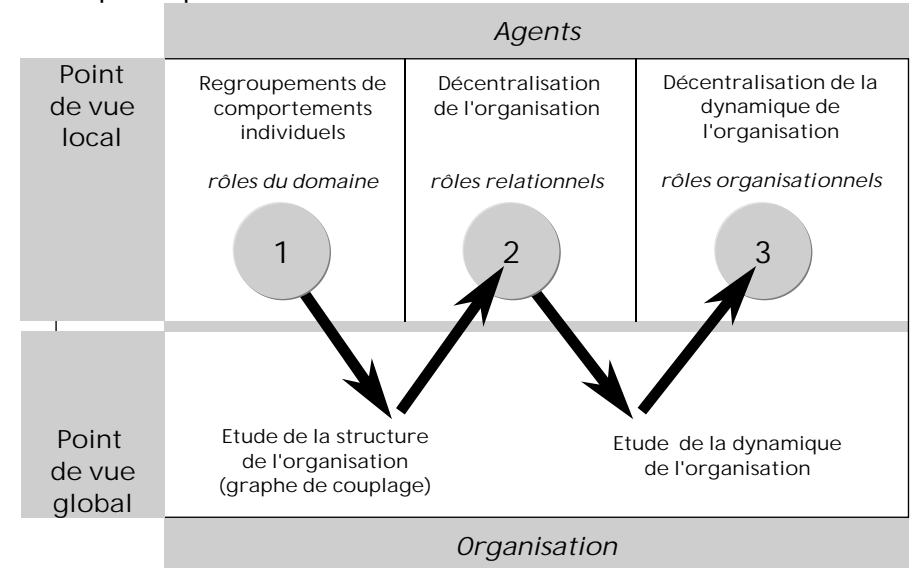 Agents
Point
de vue
local
Regroupements de
comportements
individuels
rôles du domaine
1
Décentralisation
de l'organisation
rôles relationnels
2
Décentralisation de la
dynamique de
l'organisation
rôles organisationnels
3
Point
de vue
global
Etude de la structure
de l'organisation
(graphe de couplage)
Etude de la dynamique
de l'organisation
Organisation